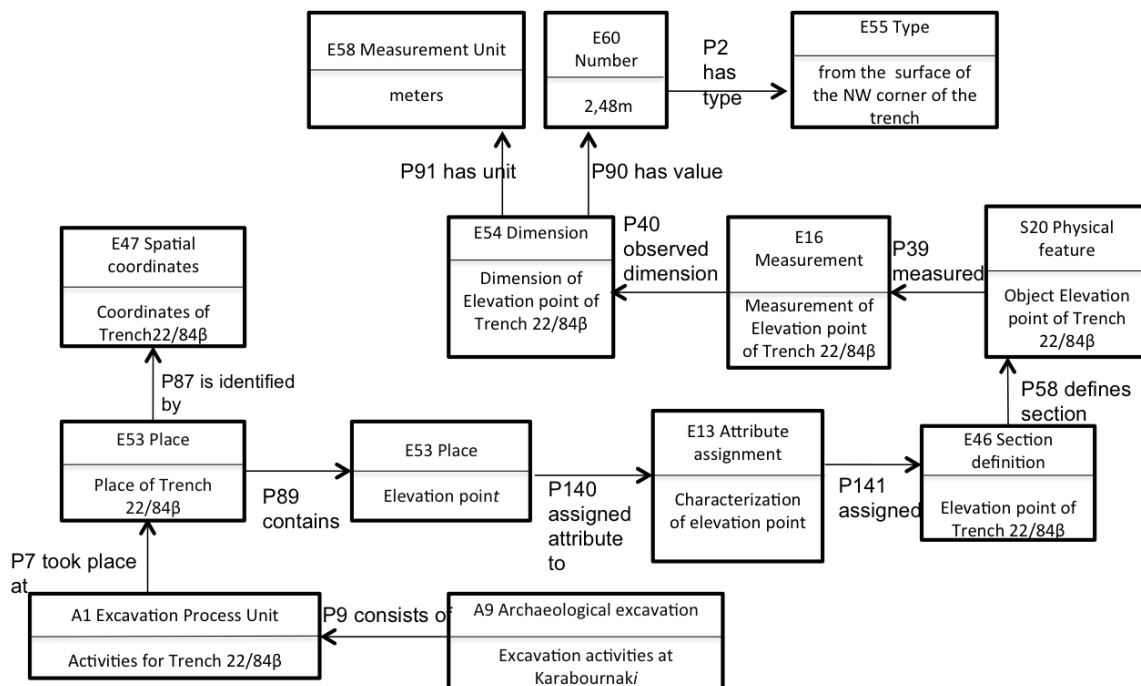 E58 Measurement Unit
meters
E60
Number
2,48m
P2
has
type
E55 Type
from the surface of
the NW corner of the
trench
P91 has unit
P90 has value
E47 Spatial
coordinates
Coordinates of
Trench22/84β
E54 Dimension
Dimension of
Elevation point of
Trench 22/84β
P40
observed
dimension
E16
Measurement
Measurement of
Elevation point
of Trench 22/84β
P39
measured
S20 Physical
feature
Object Elevation
point of Trench
22/84β
P87 is identified
by
P58 defines
section
E53 Place
Place of Trench
22/84β
P89
contains
E53 Place
Elevation point
P140
assigned
attribute
to
E13 Attribute
assignment
Characterization
of elevation point
P141
assigned
E46 Section
definition
Elevation point of
Trench 22/84β
P7 took place
at
A1 Excavation Process Unit
Activities for Trench 22/84β
P9 consists of
A9 Archaeological excavation
Excavation activities at
Karabournaki